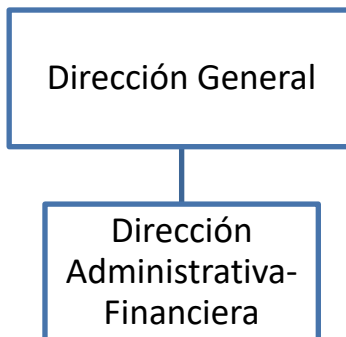 Dirección General
Dirección
Administrativa-
Financiera